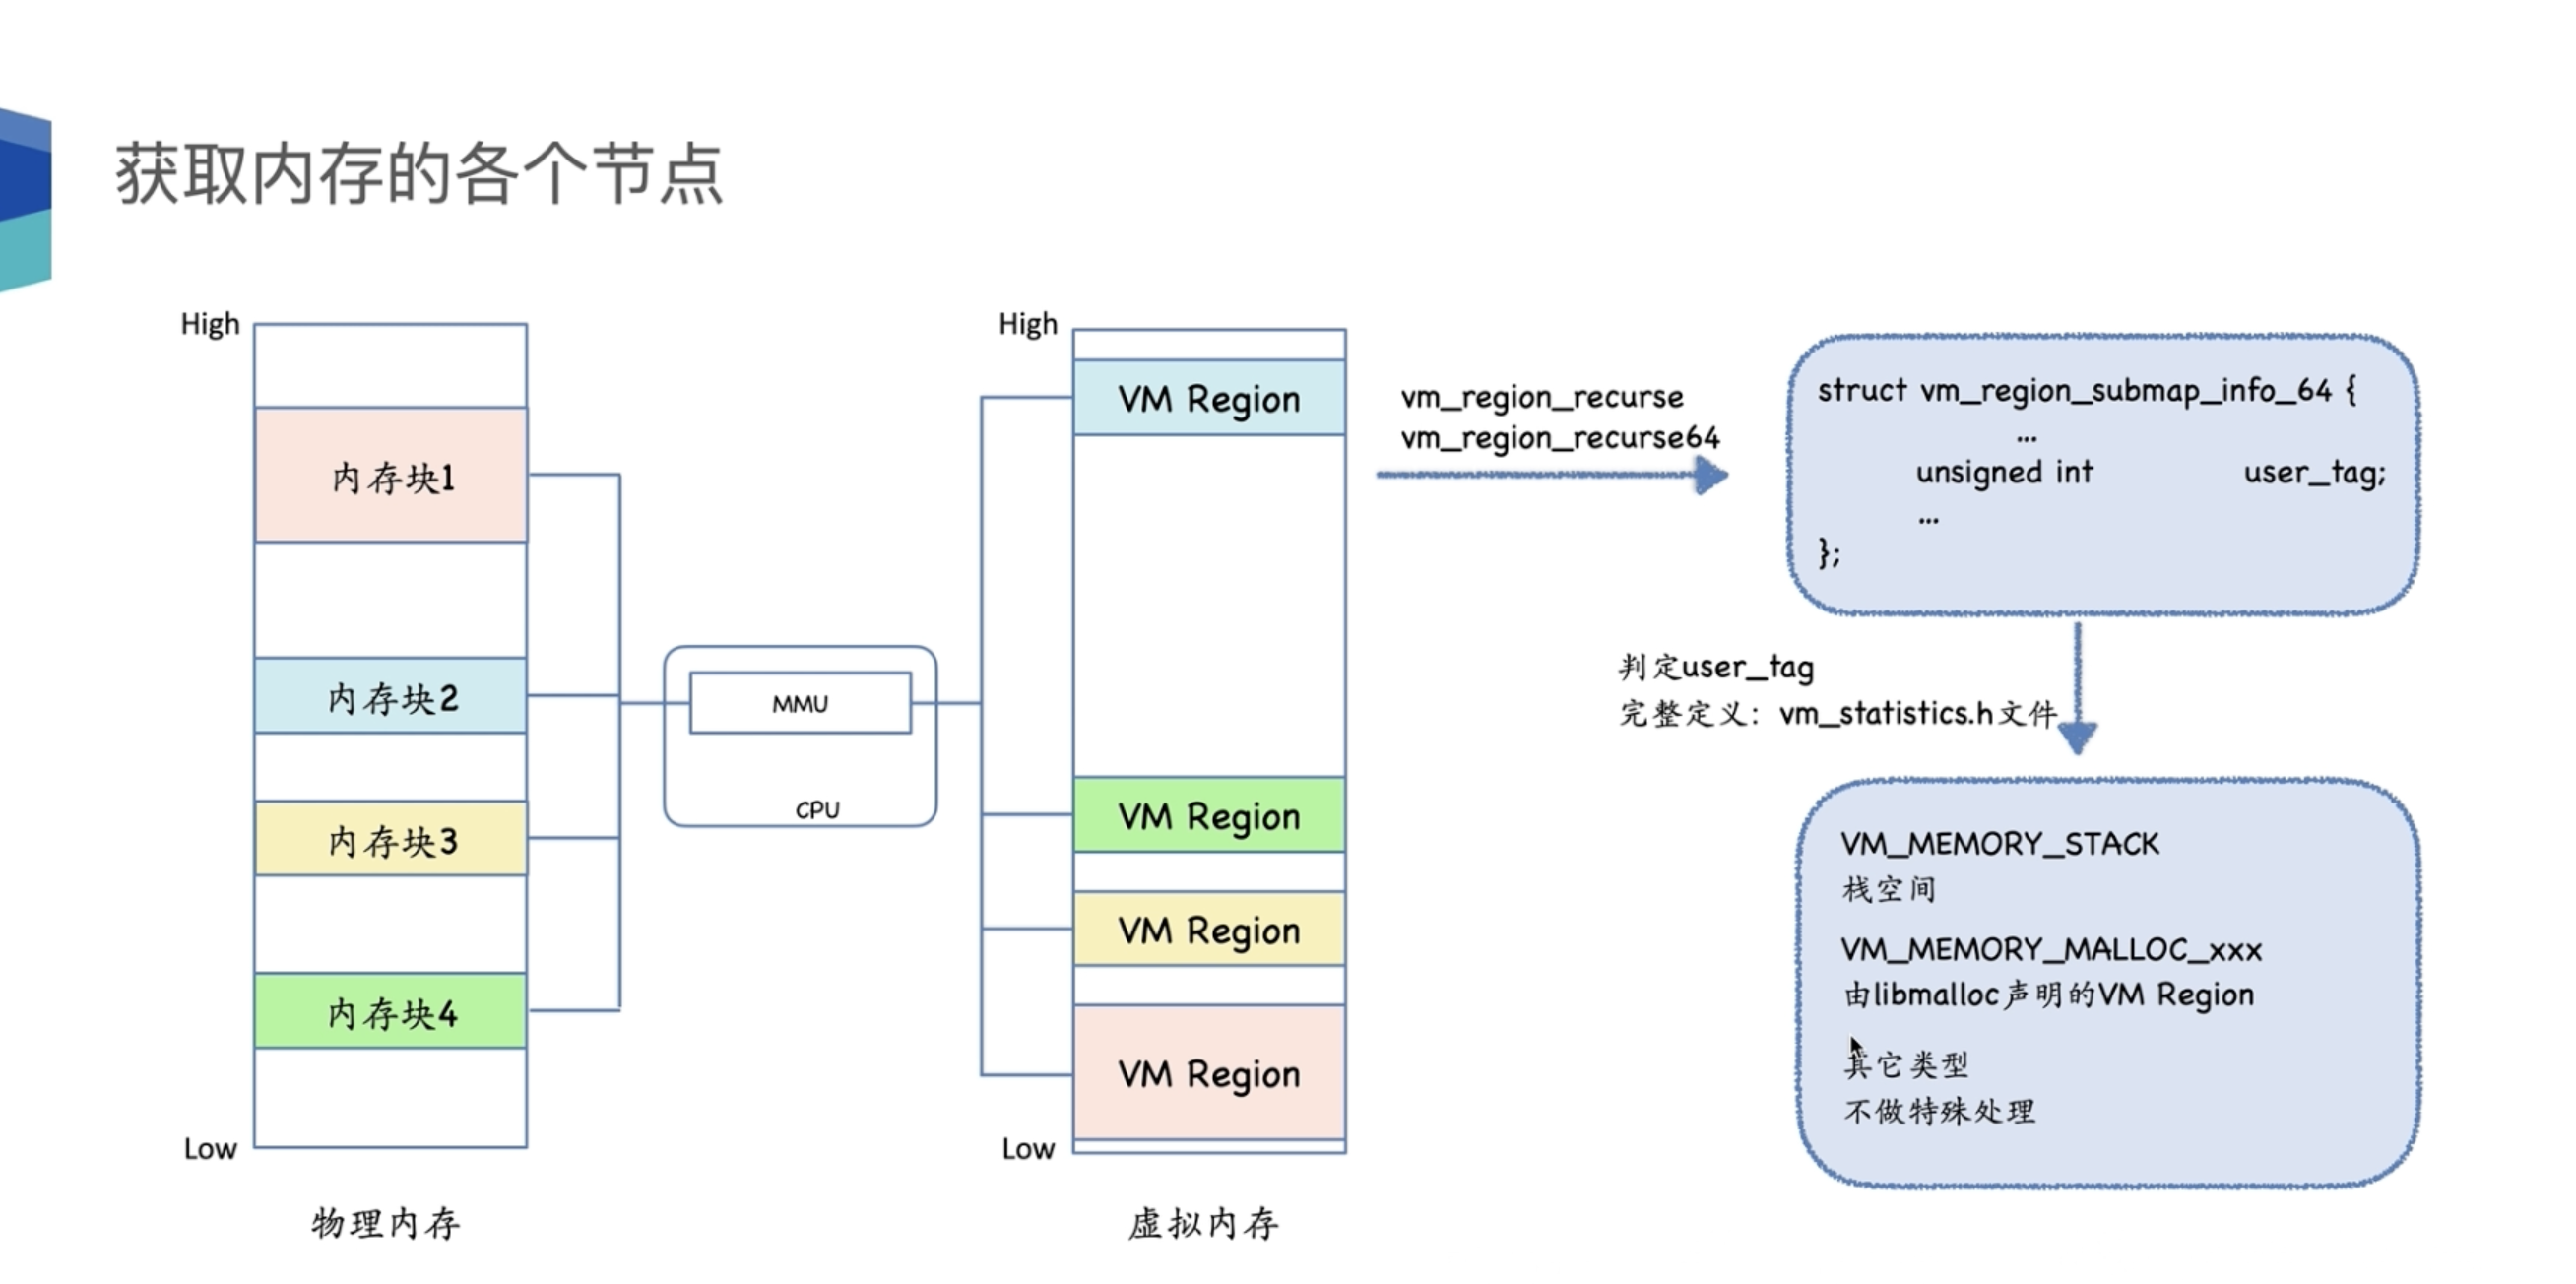 获取内存的各个节点
High
内存块1
内存块2
内存块3
内存块4
Low
物理内存
MMU
CPU
High
VM Region
VM Region
VM Region
VM Region
Low
虚拟内存
vm_region_recurse
vm_region_recurse64
struct vm_region_submap_info_64 {
...
unsigned int user_tag;
...
};
判定user_tag
完整定义：vm_statistics.h文件
VM_MEMORY_STACK
栈空间
VM_MEMORY_MALLOC_xxx
由libmalloc声明的VM Region
其它类型
不做特殊处理